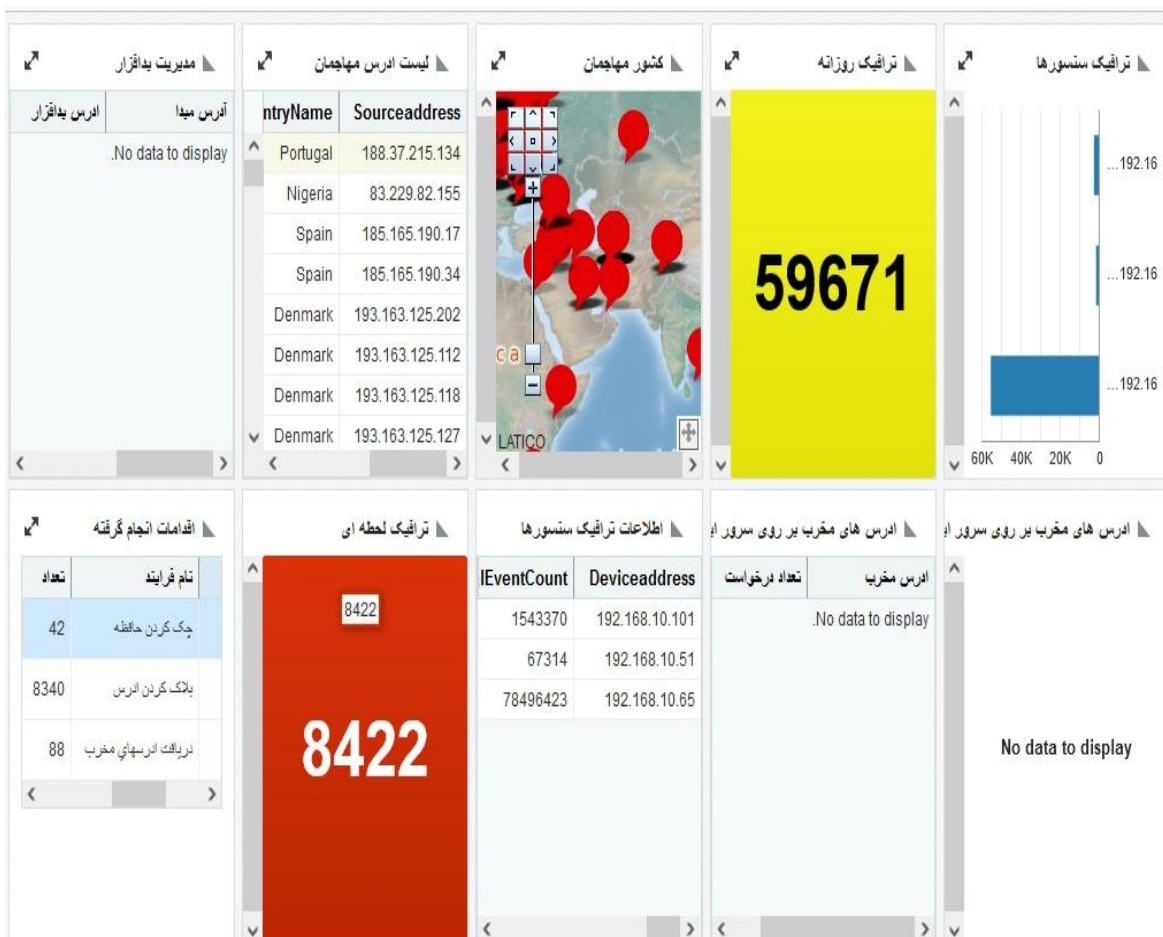 ترافیک سنسورها
192.16...
192.16...
192.16...
60K 40K 20K 0
ترافیک روزانه
59671
کشور مهاجمان
LATICO
لیست ادرس مهاجمان
ntryName Sourceaddress
Portugal 188.37.215.134
Nigeria 83.229.82.155
Spain 185.165.190.17
Spain 185.165.190.34
Denmark 193.163.125.202
Denmark 193.163.125.112
Denmark 193.163.125.118
Denmark 193.163.125.127
مدیریت بدافزار
آدرس مبدا ادرس بدافزار
No data to display.
ادرس های مخرب بر روی سرور اب
No data to display
ادرس های مخرب بر روی سرور اب
ادرس مخرب تعداد درخواست
No data to display.
اطلاعات ترافیک سنسورها
lEventCount Deviceaddress
1543370 192.168.10.101
67314 192.168.10.51
78496423 192.168.10.65
ترافیک لحظه ای
8422
8422
اقدامات انجام گرفته
نام فرایند تعداد
چک کردن حافظه 42
بلاک کردن ادرس 8340
دریافت ادرسهاي مخرب 88